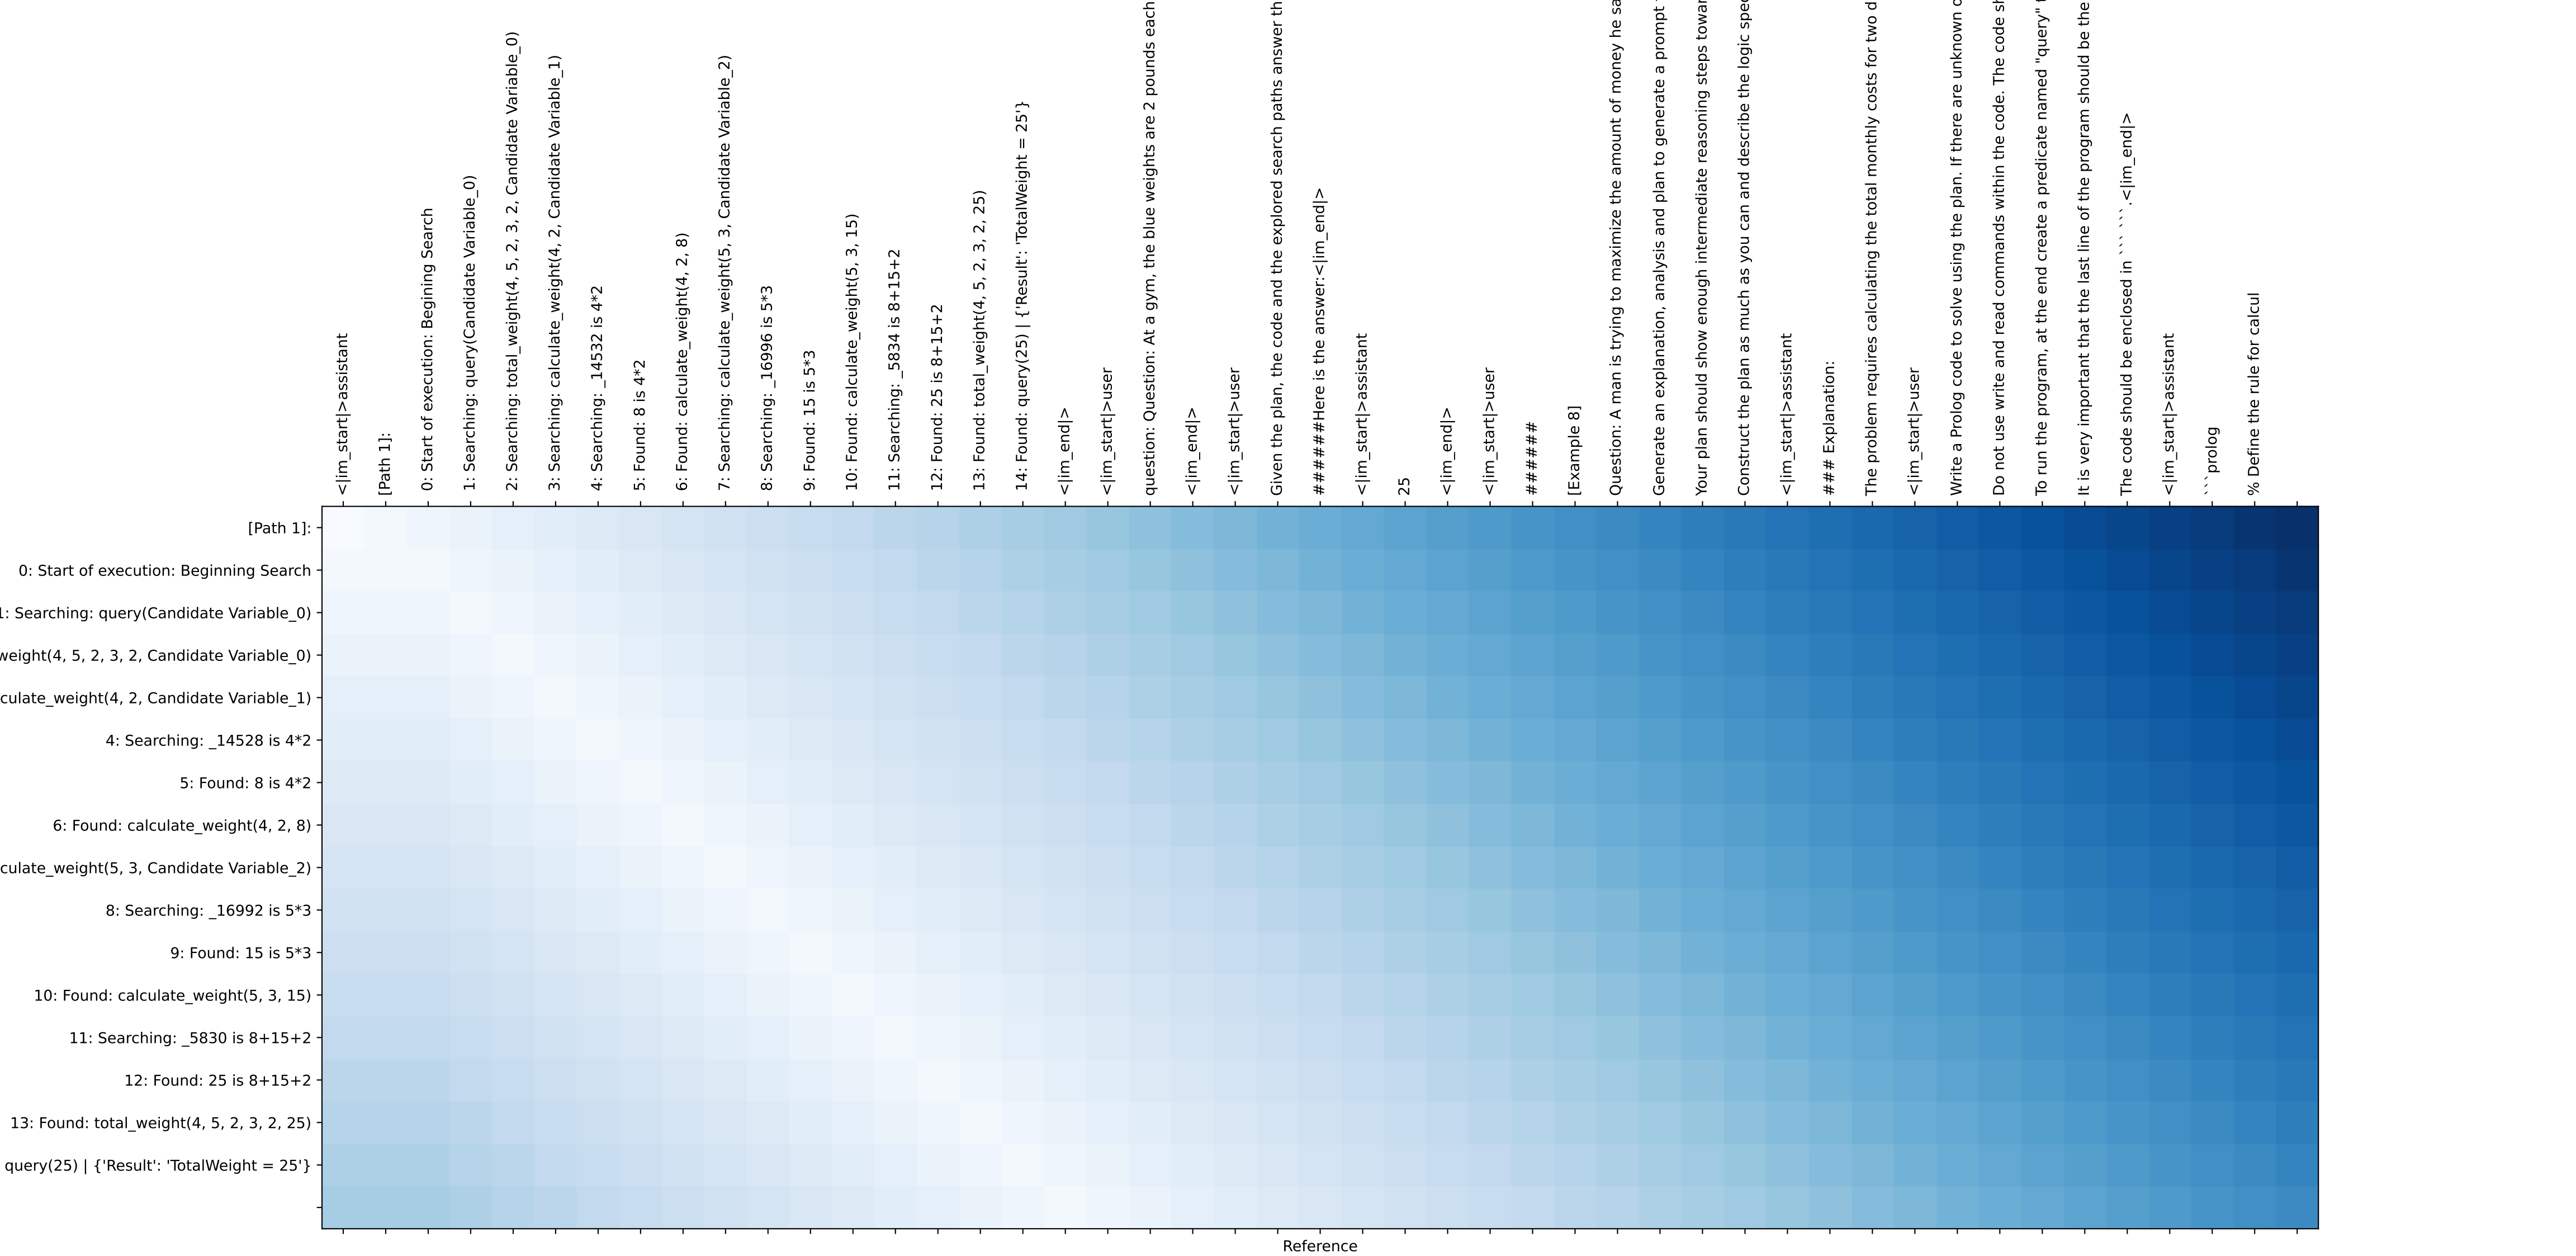 <|im_start|>assistant
[Path 1]:
0: Start of execution: Begining Search
1: Searching: query(Candidate Variable_0)
2: Searching: total_weight(4, 5, 2, 3, 2, Candidate Variable_0)
3: Searching: calculate_weight(4, 2, Candidate Variable_1)
4: Searching: _14532 is 4*2
5: Found: 8 is 4*2
6: Found: calculate_weight(4, 2, 8)
7: Searching: calculate_weight(5, 3, Candidate Variable_2)
8: Searching: _16996 is 5*3
9: Found: 15 is 5*3
10: Found: calculate_weight(5, 3, 15)
11: Searching: _5834 is 8+15+2
12: Found: 25 is 8+15+2
13: Found: total_weight(4, 5, 2, 3, 2, 25)
14: Found: query(25) | {'Result': 'TotalWeight = 25'}
<|im_end|>
<|im_start|>user
question: Question: At a gym, the blue weights are 2 pounds each
<|im_end|>
<|im_start|>user
Given the plan, the code and the explored search paths answer th
#######Here is the answer:<|im_end|>
<|im_start|>assistant
25
<|im_end|>
<|im_start|>user
######
[Example 8]
Question: A man is trying to maximize the amount of money he sa
Generate an explanation, analysis and plan to generate a prompt
Your plan should show enough intermediate reasoning steps towar
Construct the plan as much as you can and describe the logic spec
<|im_start|>assistant
### Explanation:
The problem requires calculating the total monthly costs for two d
<|im_start|>user
Write a Prolog code to solve using the plan. If there are unknown o
Do not use write and read commands within the code. The code sh
To run the program, at the end create a predicate named "query" t
It is very important that the last line of the program should be the
The code should be enclosed in ``` ```.<|im_end|>
<|im_start|>assistant
```prolog
% Define the rule for calcul
[Path 1]:
0: Start of execution: Beginning Search
1: Searching: query(Candidate Variable_0)
weight(4, 5, 2, 3, 2, Candidate Variable_0)
culate_weight(4, 2, Candidate Variable_1)
4: Searching: _14528 is 4*2
5: Found: 8 is 4*2
6: Found: calculate_weight(4, 2, 8)
culate_weight(5, 3, Candidate Variable_2)
8: Searching: _16992 is 5*3
9: Found: 15 is 5*3
10: Found: calculate_weight(5, 3, 15)
11: Searching: _5830 is 8+15+2
12: Found: 25 is 8+15+2
13: Found: total_weight(4, 5, 2, 3, 2, 25)
query(25) | {'Result': 'TotalWeight = 25'}
Reference